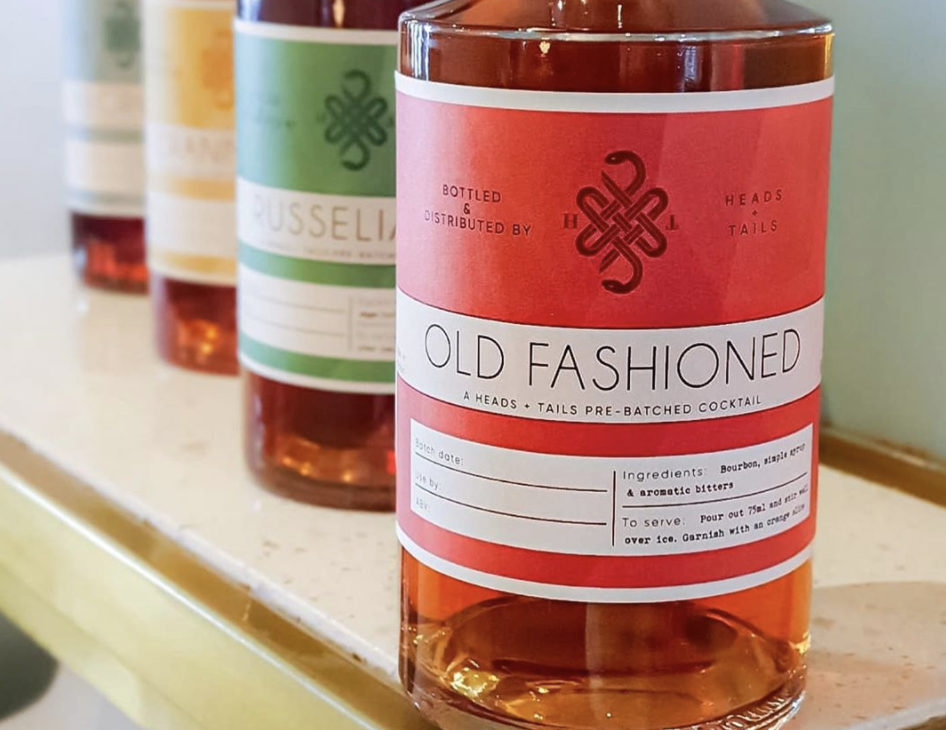 BOTTLED
&
DISTRIBUTED BY
H T
HEADS
+
TAILS
OLD FASHIONED
A HEADS + TAILS PRE-BATCHED COCKTAIL
Batch date:
Use by:
ABV
Ingredients: Bourbon, simple syrup
& aromatic bitters
To serve: Pour out 75ml and stir well
over ice. Garnish with an orange slice
RUSSELIA